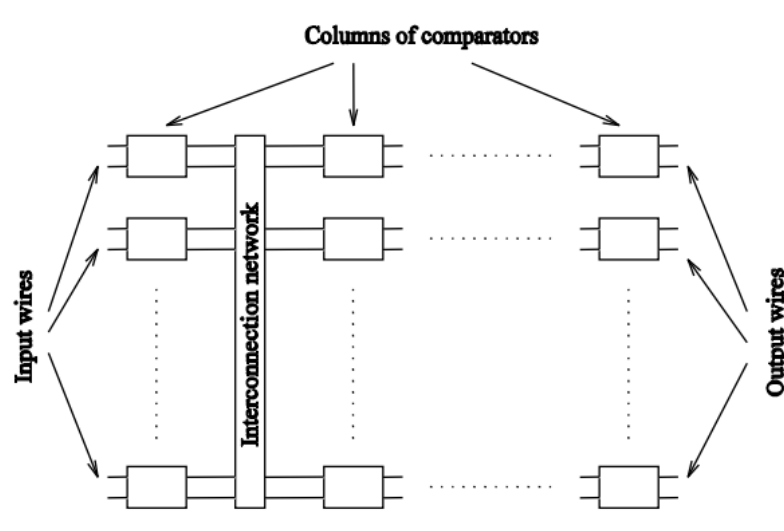 Columns of comparators
Input wires
Interconnection network
Output wires